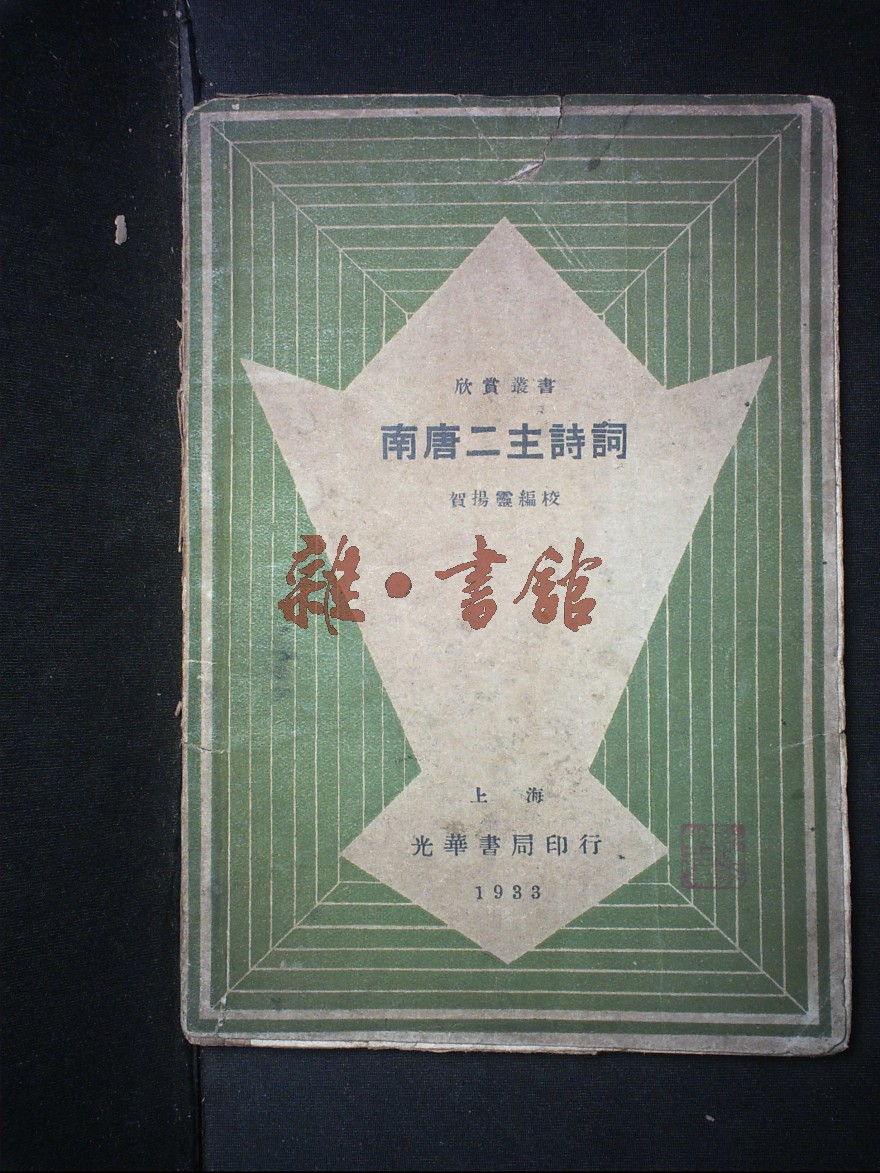 欣賞叢書
南唐二主詩詞
賀揚靈編校
雜·書館
上海
光華書局印行
1933